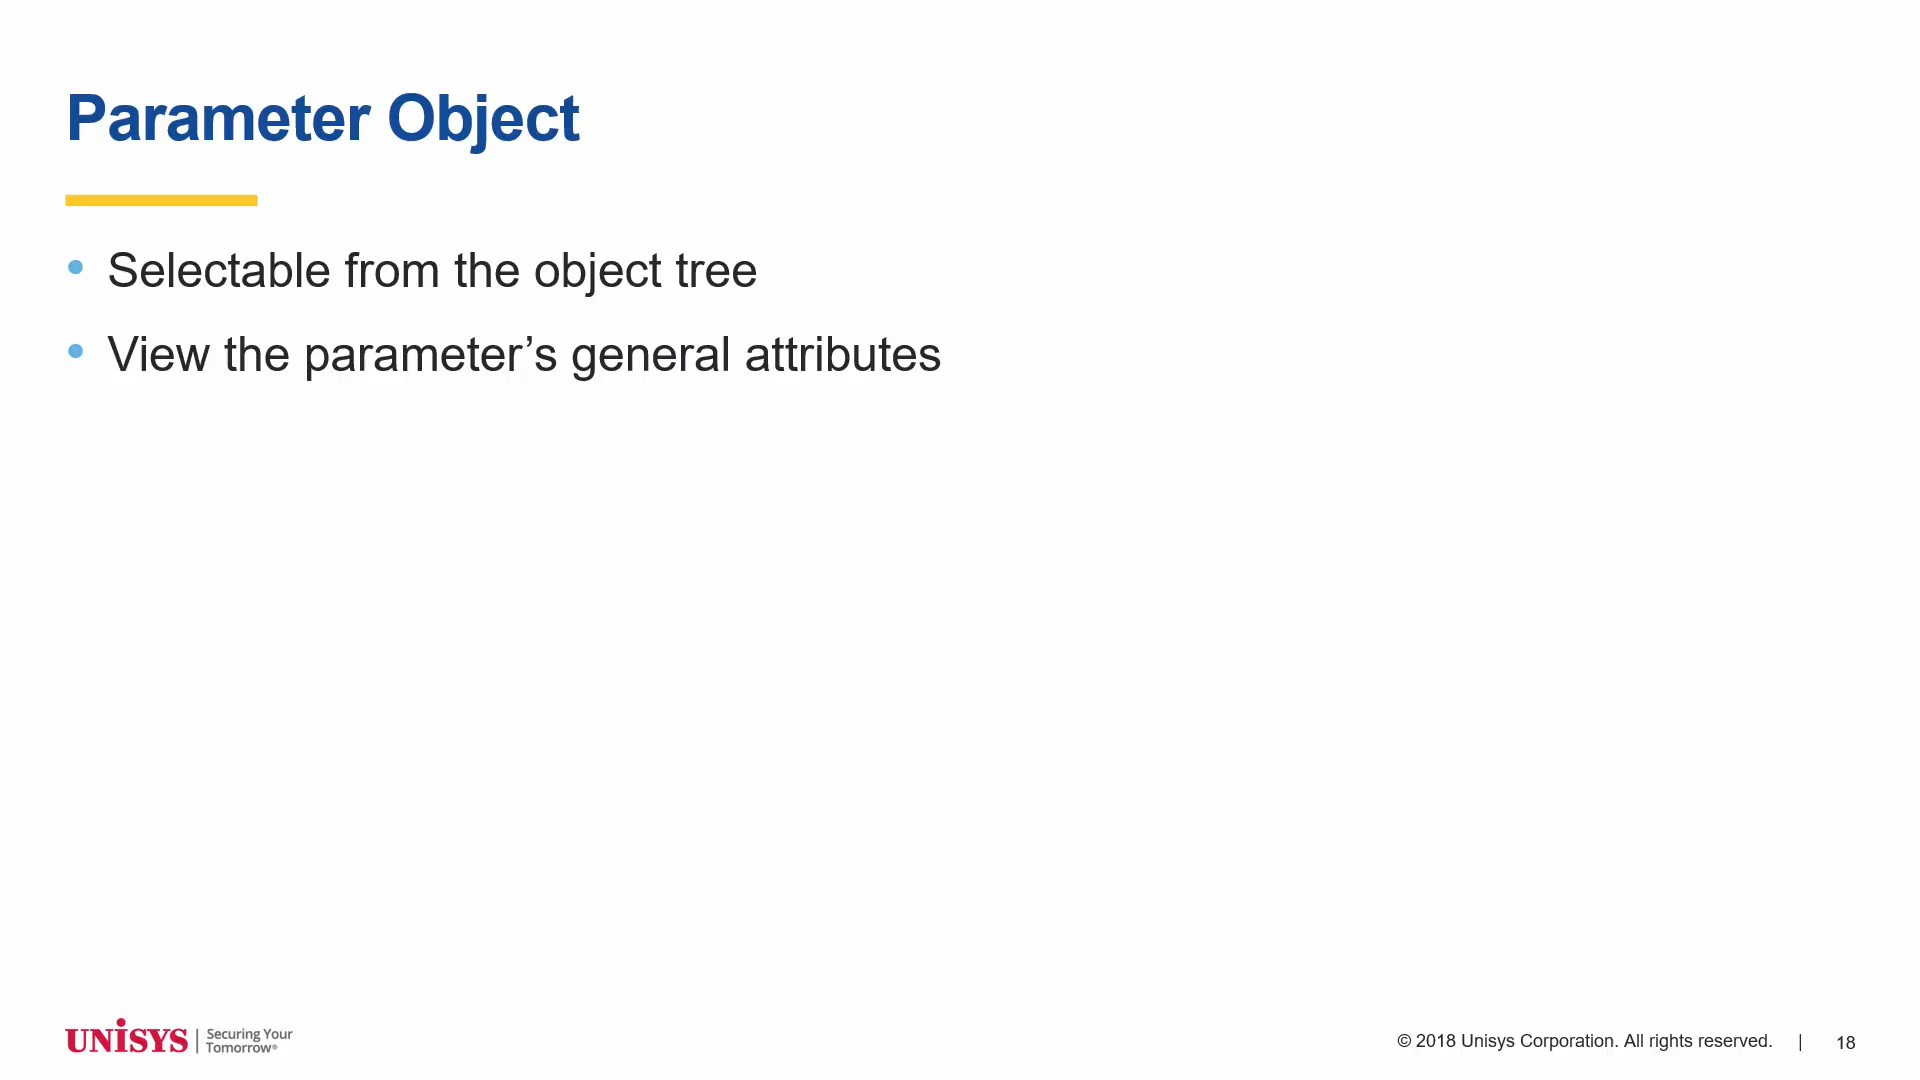 Parameter Object
• Selectable from the object tree
• View the parameter’s general attributes
UNiSYS | Securing Your
Tomorrow®
© 2018 Unisys Corporation. All rights reserved. | 18